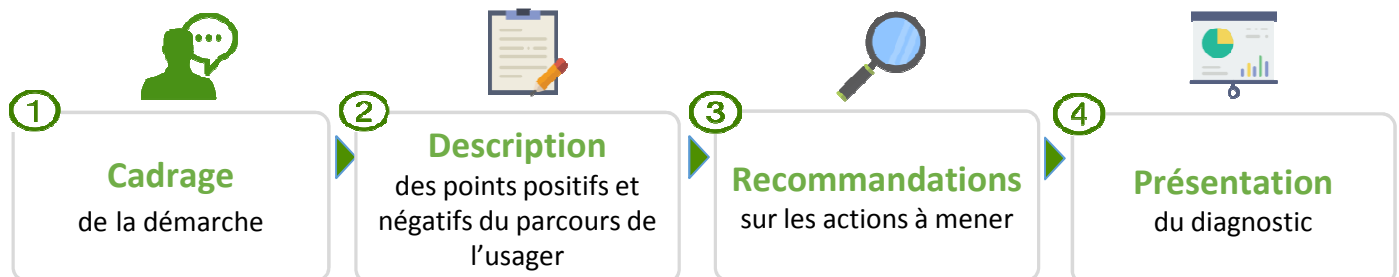 1
Cadrage
de la démarche
2
Description
des points positifs et
négatifs du parcours de
l’usager
3
Recommandations
sur les actions à mener
4
Présentation
du diagnostic